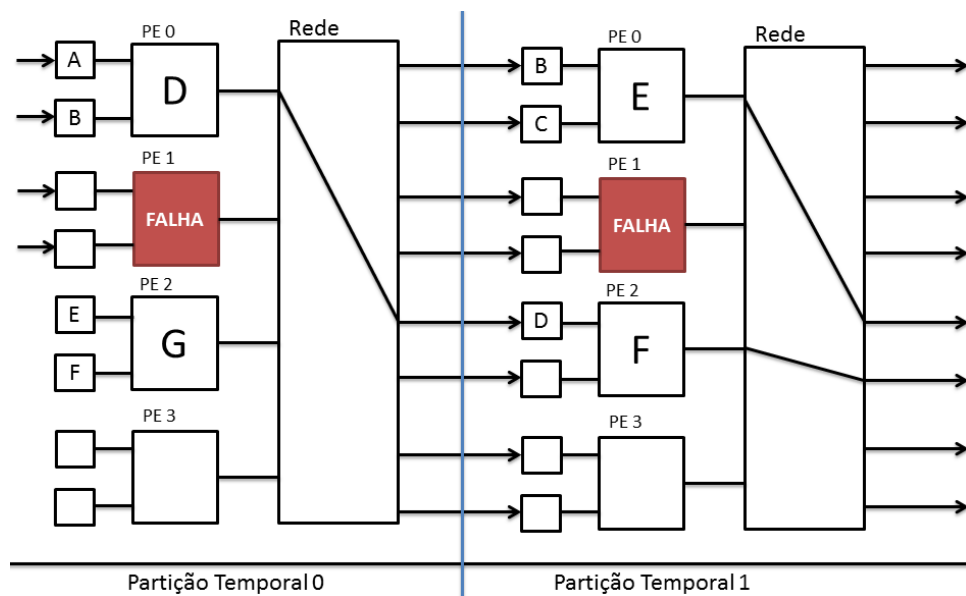 PE 0
Rede
A
D
B
PE 1
FALHA
PE 2
E
G
F
PE 3
Partição Temporal 0
PE 0
Rede
B
E
C
PE 1
FALHA
PE 2
D
F
PE 3
Partição Temporal 1